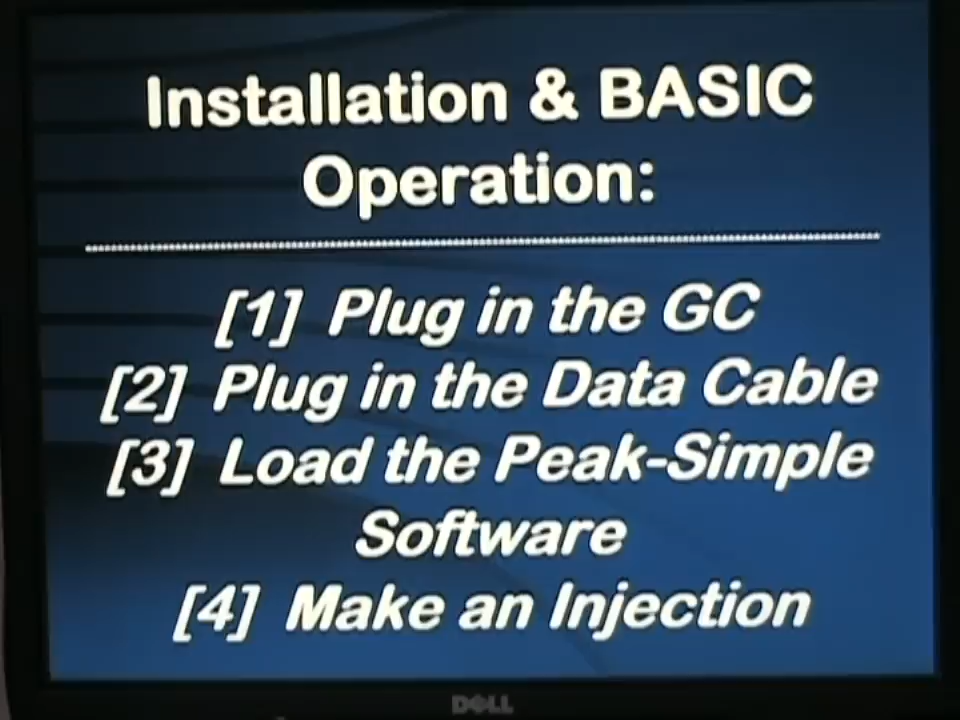 Installation & BASIC
Operation:
[1] Plug in the GC
[2] Plug in the Data Cable
[3] Load the Peak-Simple
Software
[4] Make an Injection
DELL